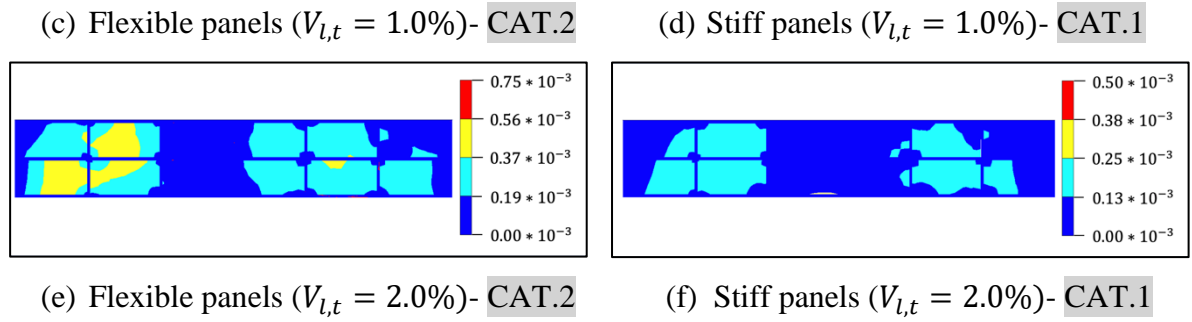 (c) Flexible panels (V_{l,t} = 1.0%)- CAT.2
(d) Stiff panels (V_{l,t} = 1.0%)- CAT.1
0.75 * 10^{-3}
0.56 * 10^{-3}
0.37 * 10^{-3}
0.19 * 10^{-3}
0.00 * 10^{-3}
0.50 * 10^{-3}
0.38 * 10^{-3}
0.25 * 10^{-3}
0.13 * 10^{-3}
0.00 * 10^{-3}
(e) Flexible panels (V_{l,t} = 2.0%)- CAT.2
(f) Stiff panels (V_{l,t} = 2.0%)- CAT.1